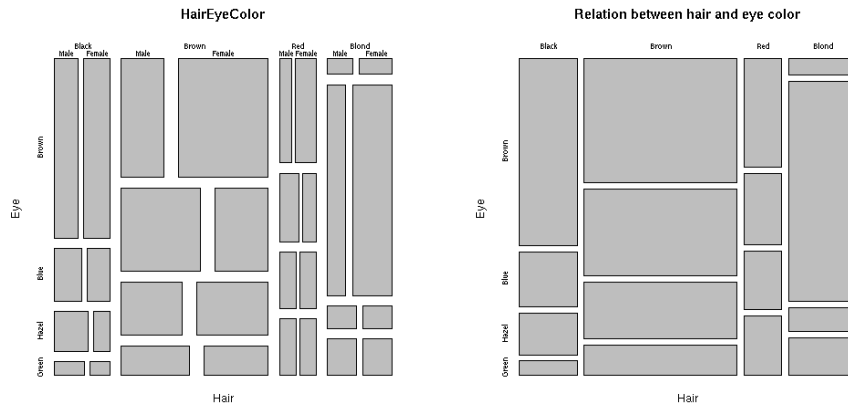 HairEyeColor
Black Brown Red Blond
Male Female Male Female Male Female Male Female
Brown
Blue
Hazel
Green
Eye
Hair
Relation between hair and eye color
Black Brown Red Blond
Brown
Blue
Hazel
Green
Eye
Hair